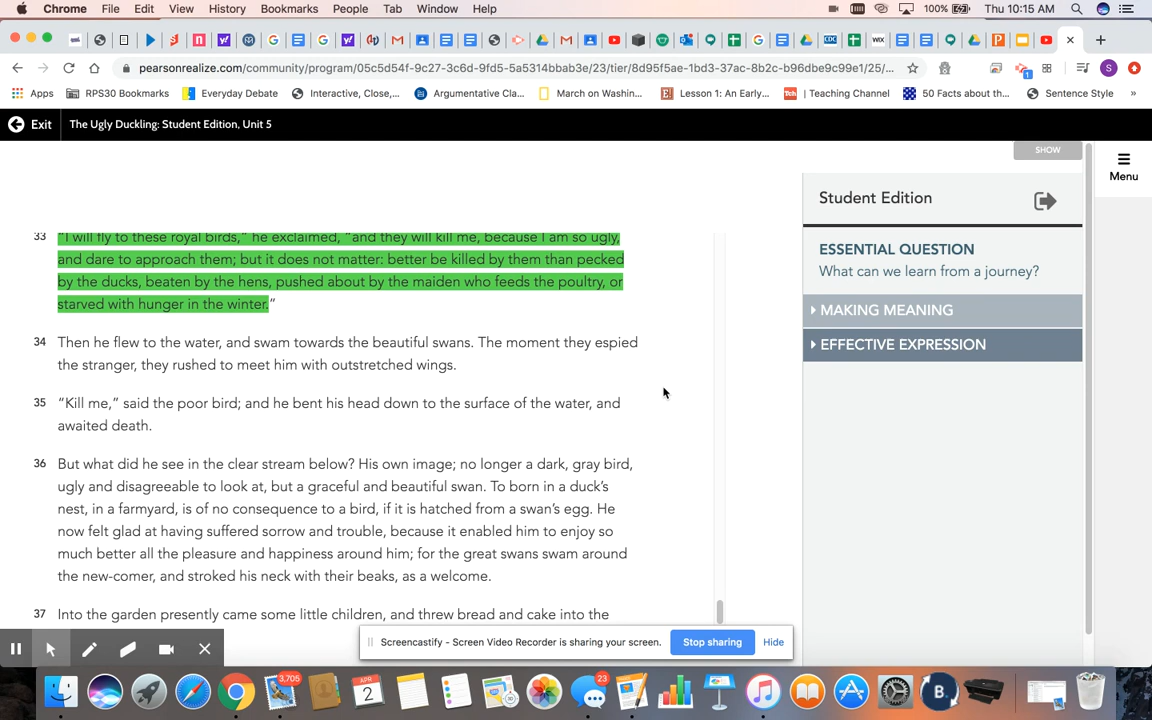 Chrome File Edit View History Bookmarks People Tab Window Help 100% Thu 10:15 AM
pearsonrealize.com/community/program/05c5d54f-9c27-3c6d-9fd5-5a5314bbab3e/23/tier/8d95f5ae-1bd3-37ac-8b2c-b96dbe9c99e1/25/...
Apps RPS30 Bookmarks Everyday Debate Interactive, Close,... Argumentative Cla... March on Washin... Lesson 1: An Early... | Teaching Channel 50 Facts about th... Sentence Style »
Exit The Ugly Duckling: Student Edition, Unit 5
SHOW
Menu
Student Edition
ESSENTIAL QUESTION
What can we learn from a journey?
MAKING MEANING
EFFECTIVE EXPRESSION
33 "I will fly to these royal birds," he exclaimed, "and they will kill me, because I am so ugly,
and dare to approach them; but it does not matter: better be killed by them than pecked
by the ducks, beaten by the hens, pushed about by the maiden who feeds the poultry, or
starved with hunger in the winter."
34 Then he flew to the water, and swam towards the beautiful swans. The moment they espied
the stranger, they rushed to meet him with outstretched wings.
35 "Kill me," said the poor bird; and he bent his head down to the surface of the water, and
awaited death.
36 But what did he see in the clear stream below? His own image; no longer a dark, gray bird,
ugly and disagreeable to look at, but a graceful and beautiful swan. To born in a duck's
nest, in a farmyard, is of no consequence to a bird, if it is hatched from a swan's egg. He
now felt glad at having suffered sorrow and trouble, because it enabled him to enjoy so
much better all the pleasure and happiness around him; for the great swans swam around
the new-comer, and stroked his neck with their beaks, as a welcome.
37 Into the garden presently came some little children, and threw bread and cake into the
Screencastify - Screen Video Recorder is sharing your screen. Stop sharing Hide
3,705
APR
2
23
B